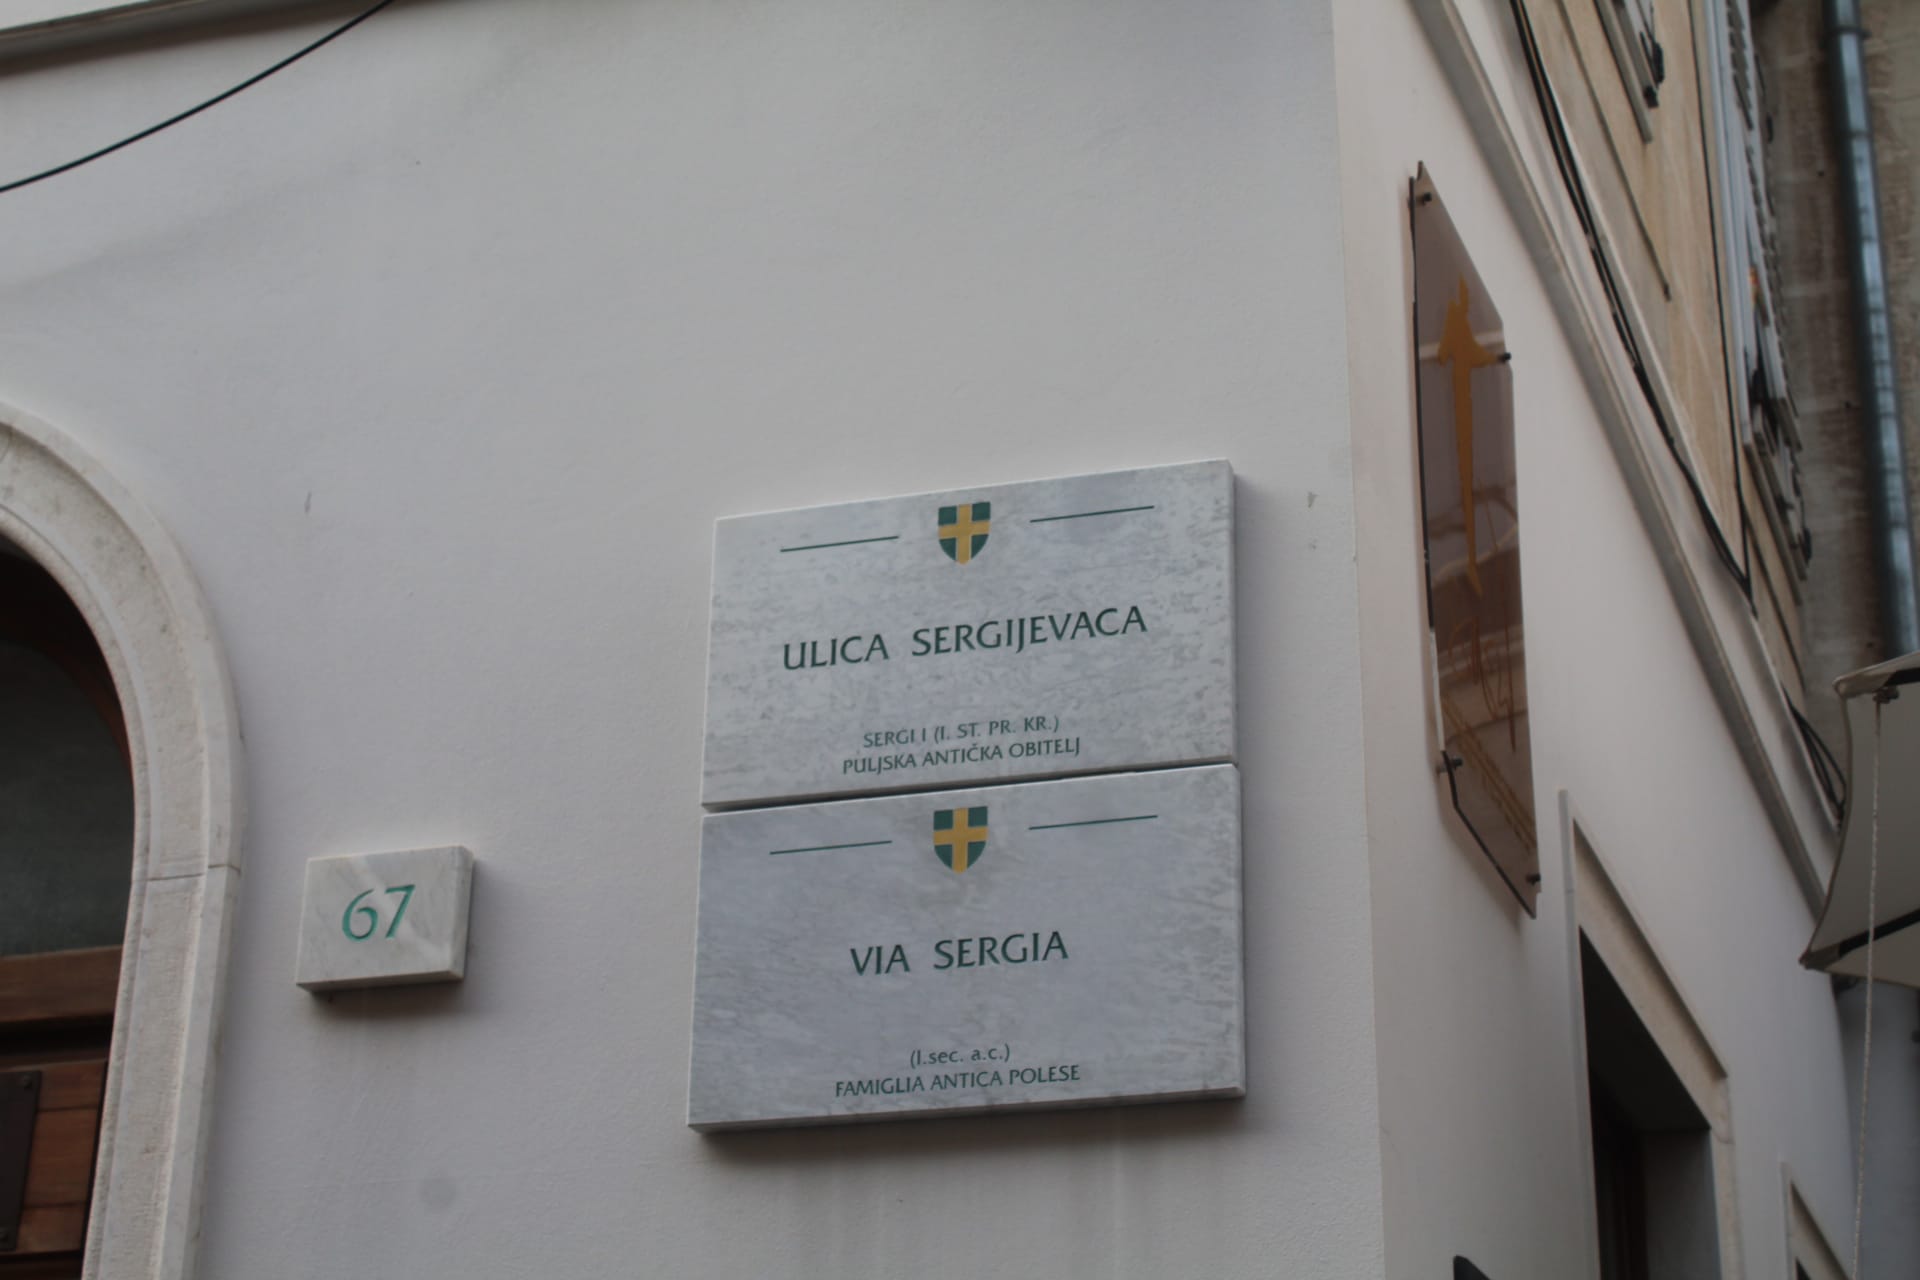 ULICA SERGIJEVACA
SERGI I (I. ST. PR. KR.)
PULJSKA ANTIČKA OBITELJ
67
VIA SERGIA
(I.sec. a.c.)
FAMIGLIA ANTICA POLESE